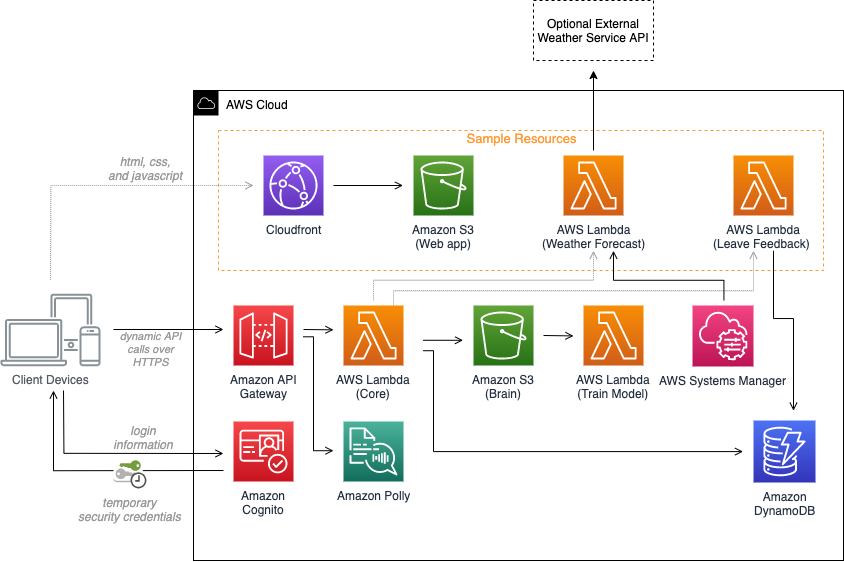 Optional External
Weather Service API
AWS Cloud
Sample Resources
html, css,
and javascript
Cloudfront
Amazon S3
(Web app)
AWS Lambda
(Weather Forecast)
AWS Lambda
(Leave Feedback)
Client Devices
dynamic API
calls over
HTTPS
Amazon API
Gateway
AWS Lambda
(Core)
Amazon S3
(Brain)
AWS Lambda
(Train Model)
AWS Systems Manager
login
information
temporary
security credentials
Amazon
Cognito
Amazon Polly
Amazon
DynamoDB